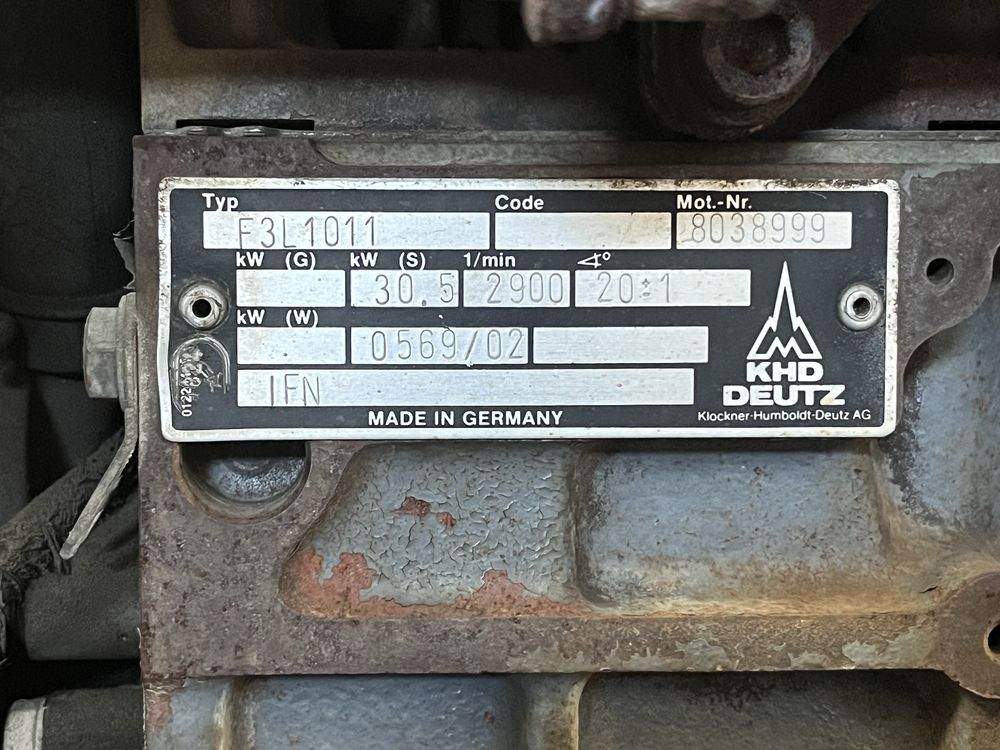 Typ Code Mot.-Nr.
F3L1011 8038999
kW (G) kW (S) 1/min ∢°
30.5 2900 20±1
kW (W)
0569/02
IFN
KHD
DEUTZ
MADE IN GERMANY
Klöckner-Humboldt-Deutz AG